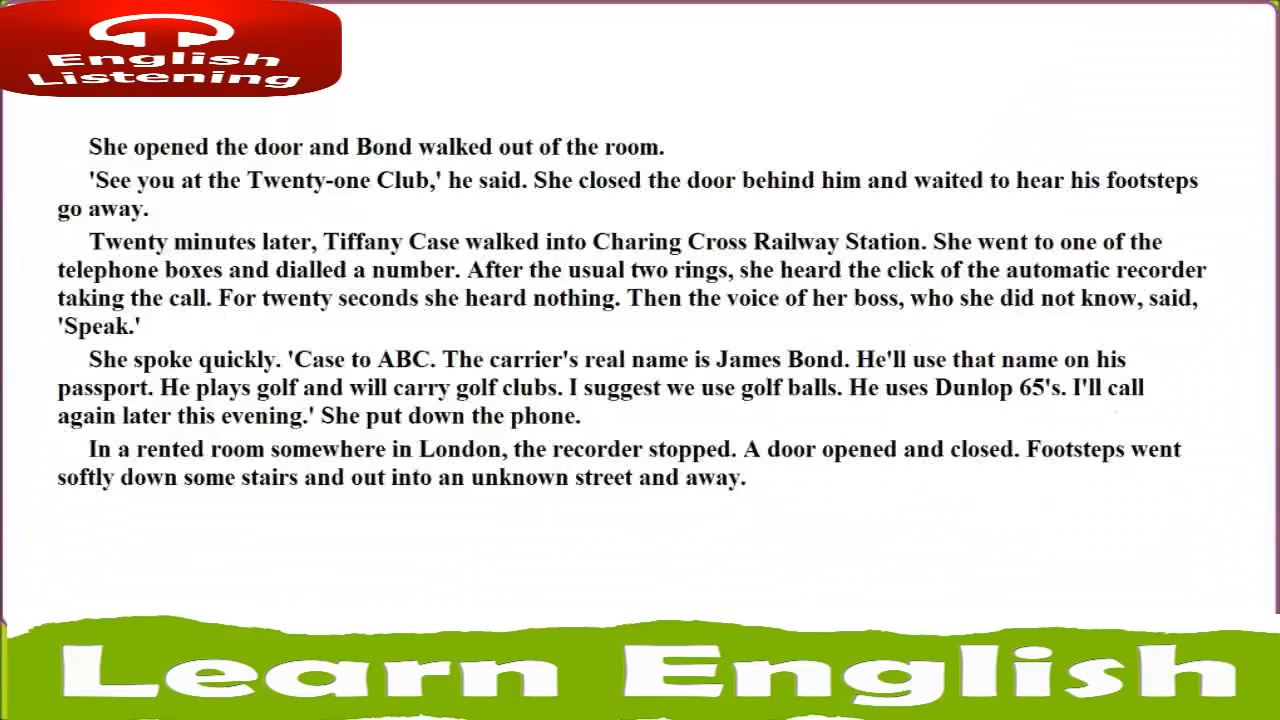 English
Listening
She opened the door and Bond walked out of the room.
'See you at the Twenty-one Club,' he said. She closed the door behind him and waited to hear his footsteps
go away.
Twenty minutes later, Tiffany Case walked into Charing Cross Railway Station. She went to one of the
telephone boxes and dialled a number. After the usual two rings, she heard the click of the automatic recorder
taking the call. For twenty seconds she heard nothing. Then the voice of her boss, who she did not know, said,
'Speak.'
She spoke quickly. 'Case to ABC. The carrier's real name is James Bond. He'll use that name on his
passport. He plays golf and will carry golf clubs. I suggest we use golf balls. He uses Dunlop 65's. I'll call
again later this evening.' She put down the phone.
In a rented room somewhere in London, the recorder stopped. A door opened and closed. Footsteps went
softly down some stairs and out into an unknown street and away.
Learn English